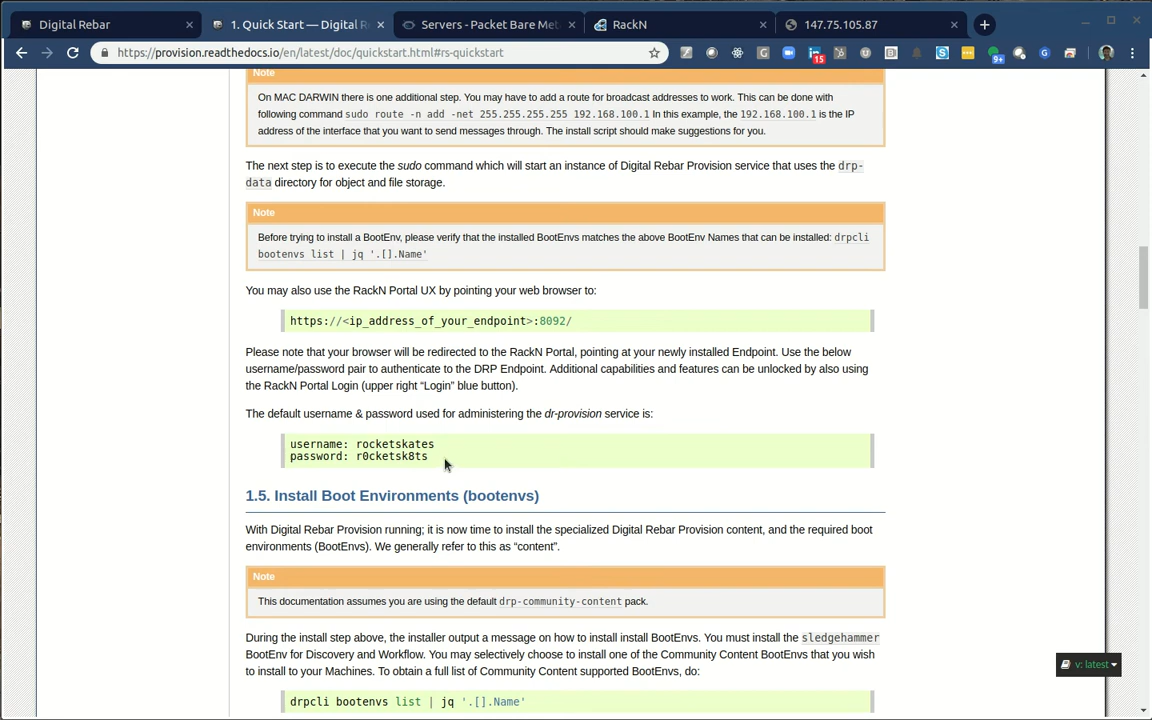 Digital Rebar
1. Quick Start — Digital R
Servers - Packet Bare Met
RackN
147.75.105.87
https://provision.readthedocs.io/en/latest/doc/quickstart.html#rs-quickstart
15
9+
Note
On MAC DARWIN there is one additional step. You may have to add a route for broadcast addresses to work. This can be done with
following command sudo route -n add -net 255.255.255.255 192.168.100.1 In this example, the 192.168.100.1 is the IP
address of the interface that you want to send messages through. The install script should make suggestions for you.
The next step is to execute the sudo command which will start an instance of Digital Rebar Provision service that uses the drp-
data directory for object and file storage.
Note
Before trying to install a BootEnv, please verify that the installed BootEnvs matches the above BootEnv Names that can be installed: drpcli
bootenvs list | jq '.[].Name'
You may also use the RackN Portal UX by pointing your web browser to:
https://<ip_address_of_your_endpoint>:8092/
Please note that your browser will be redirected to the RackN Portal, pointing at your newly installed Endpoint. Use the below
username/password pair to authenticate to the DRP Endpoint. Additional capabilities and features can be unlocked by also using
the RackN Portal Login (upper right “Login” blue button).
The default username & password used for administering the dr-provision service is:
username: rocketskates
password: r0cketsk8ts
1.5. Install Boot Environments (bootenvs)
With Digital Rebar Provision running; it is now time to install the specialized Digital Rebar Provision content, and the required boot
environments (BootEnvs). We generally refer to this as “content”.
Note
This documentation assumes you are using the default drp-community-content pack.
During the install step above, the installer output a message on how to install install BootEnvs. You must install the sledgehammer
BootEnv for Discovery and Workflow. You may selectively choose to install one of the Community Content BootEnvs that you wish
to install to your Machines. To obtain a full list of Community Content supported BootEnvs, do:
drpcli bootenvs list | jq '.[].Name'
v: latest